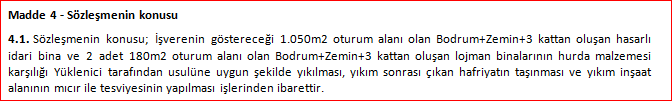 Madde 4 - Sözleşmenin konusu
4.1. Sözleşmenin konusu; İşverenin göstereceği 1.050m2 oturum alanı olan Bodrum+Zemin+3 kattan oluşan hasarlı
idari bina ve 2 adet 180m2 oturum alanı olan Bodrum+Zemin+3 kattan oluşan lojman binalarının hurda malzemesi
karşılığı Yüklenici tarafından usulüne uygun şekilde yıkılması, yıkım sonrası çıkan hafriyatın taşınması ve yıkım inşaat
alanının mıcır ile tesviyesinin yapılması işlerinden ibarettir.